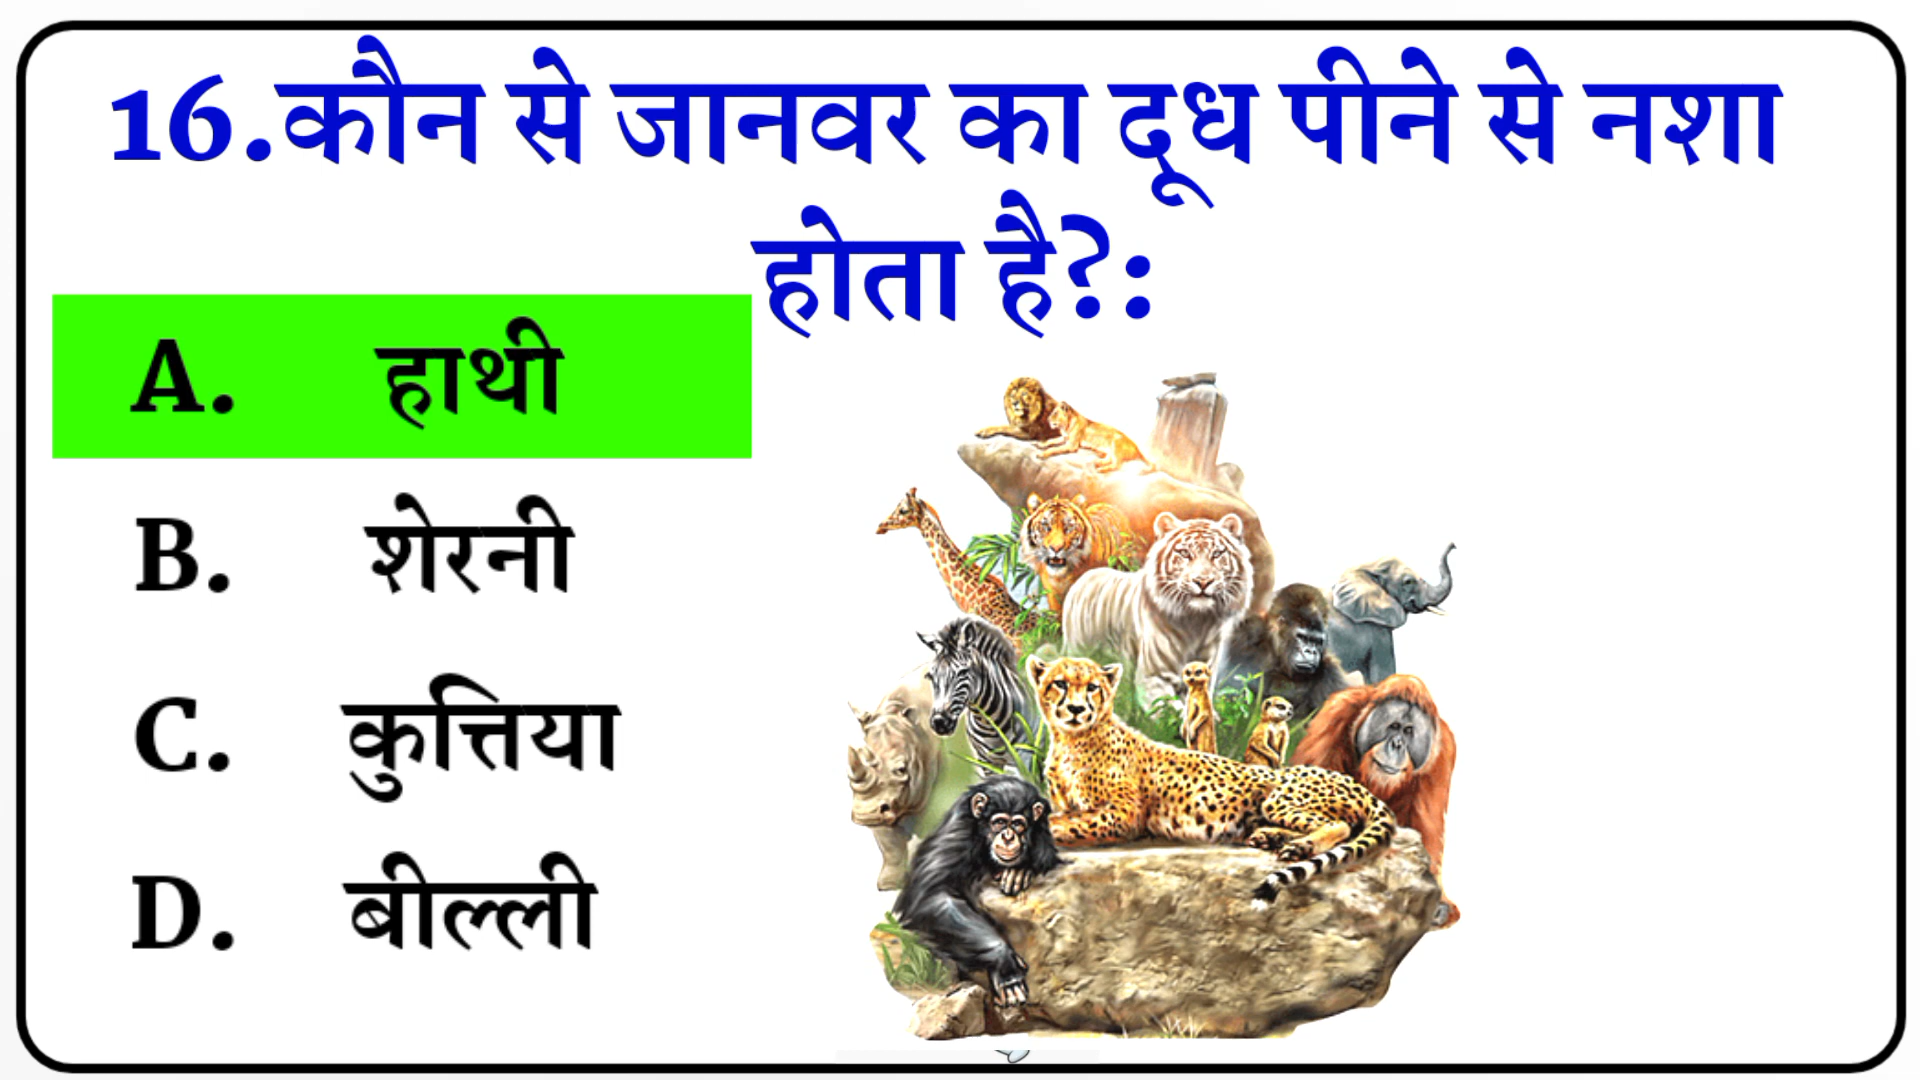 16.कौन से जानवर का दूध पीने से नशा
होता है?:
A. हाथी
B. शेरनी
C. कुत्तिया
D. बील्ली